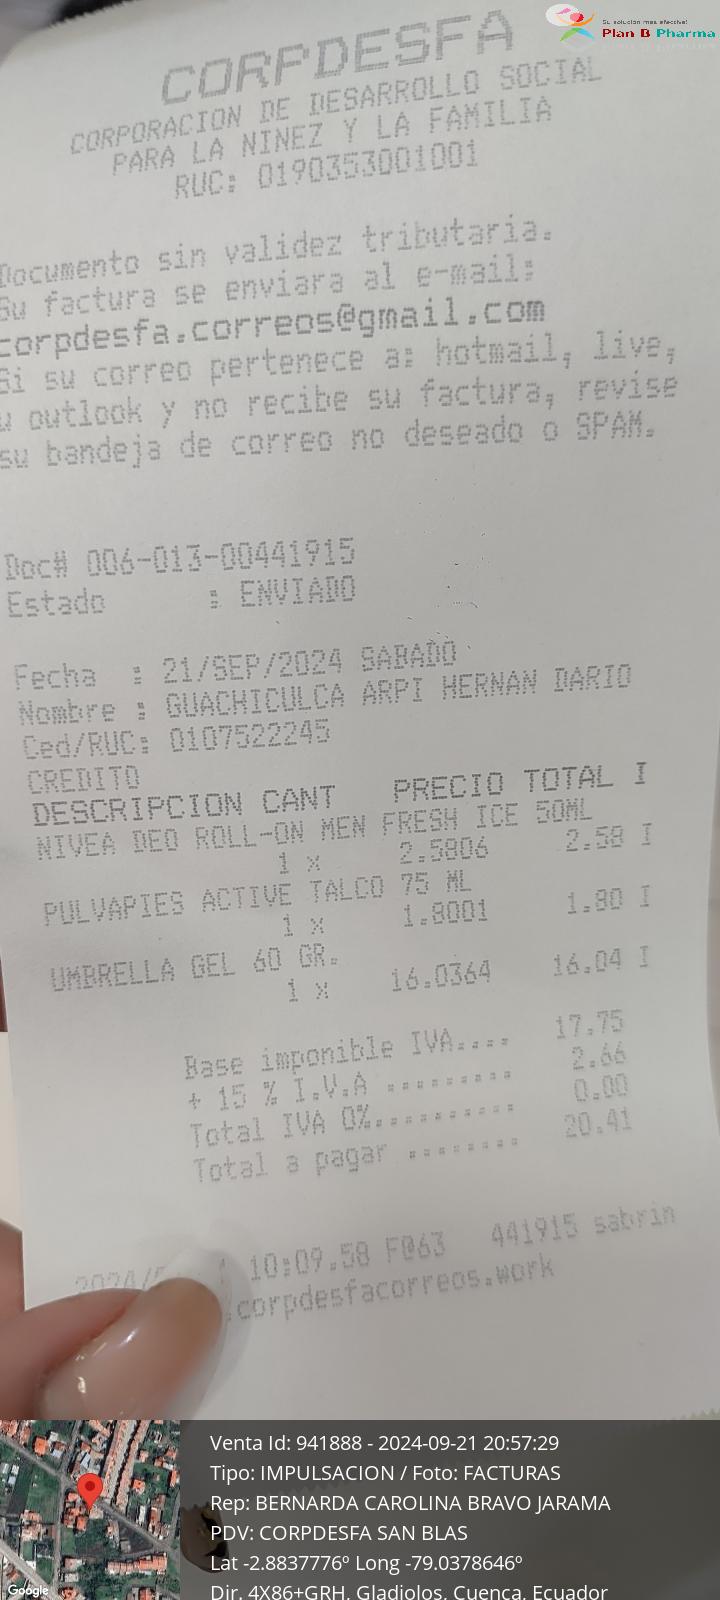 Su solución más efectiva!
Plan B Pharma
CORPDESFA
CORPORACION DE DESARROLLO SOCIAL
PARA LA NINEZ Y LA FAMILIA
RUC: 0190353001001
Documento sin validez tributaria.
Su factura se enviara al e-mail:
corpdesfa.correos@gmail.com
Si su correo pertenece a: hotmail, live,
u outlook y no recibe su factura, revise
su bandeja de correo no deseado o SPAM.
Doc# 006-013-00441915
Estado : ENVIADO
Fecha : 21/SEP/2024 SABADO
Nombre : GUACHICULCA ARPI HERNAN DARIO
Ced/RUC: 0107522245
CREDITO
DESCRIPCION CANT PRECIO TOTAL I
NIVEA DEO ROLL-ON MEN FRESH ICE 50ML
1 x 2.5806 2.58 I
PULVAPIES ACTIVE TALCO 75 ML
1 x 1.8001 1.80 I
UMBRELLA GEL 60 GR.
1 x 16.0364 16.04 I
Base imponible IVA.... 17.75
+ 15 % I.V.A ......... 2.66
Total IVA 0%.......... 0.00
Total a pagar ........ 20.41
2024/ 10:09.58 F@63 441915 sabrin
.corpdesfacorreos.work
Google
Venta Id: 941888 - 2024-09-21 20:57:29
Tipo: IMPULSACION / Foto: FACTURAS
Rep: BERNARDA CAROLINA BRAVO JARAMA
PDV: CORPDESFA SAN BLAS
Lat -2.8837776º Long -79.0378646º
Dir. 4X86+GRH, Gladiolos, Cuenca, Ecuador